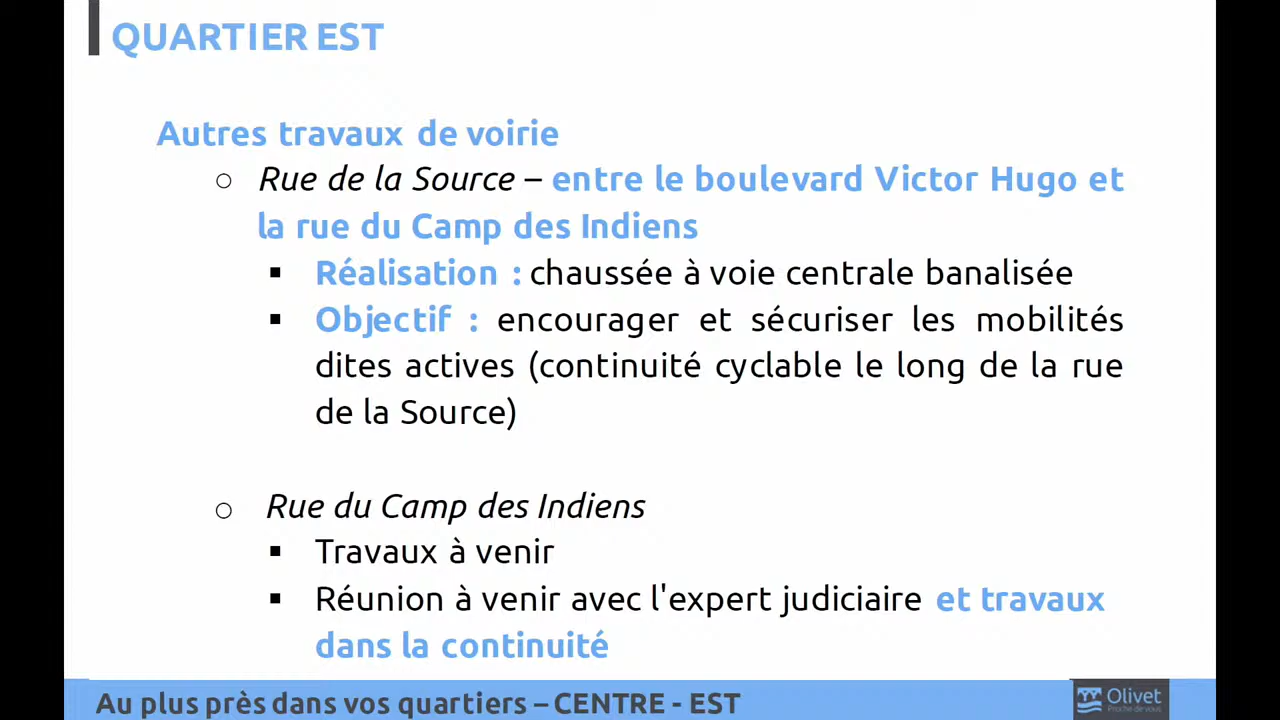 QUARTIER EST
Autres travaux de voirie
○ Rue de la Source – entre le boulevard Victor Hugo et
la rue du Camp des Indiens
▪ Réalisation : chaussée à voie centrale banalisée
▪ Objectif : encourager et sécuriser les mobilités
dites actives (continuité cyclable le long de la rue
de la Source)
○ Rue du Camp des Indiens
▪ Travaux à venir
▪ Réunion à venir avec l'expert judiciaire et travaux
dans la continuité
Au plus près dans vos quartiers – CENTRE - EST
Olivet
Proche de vous